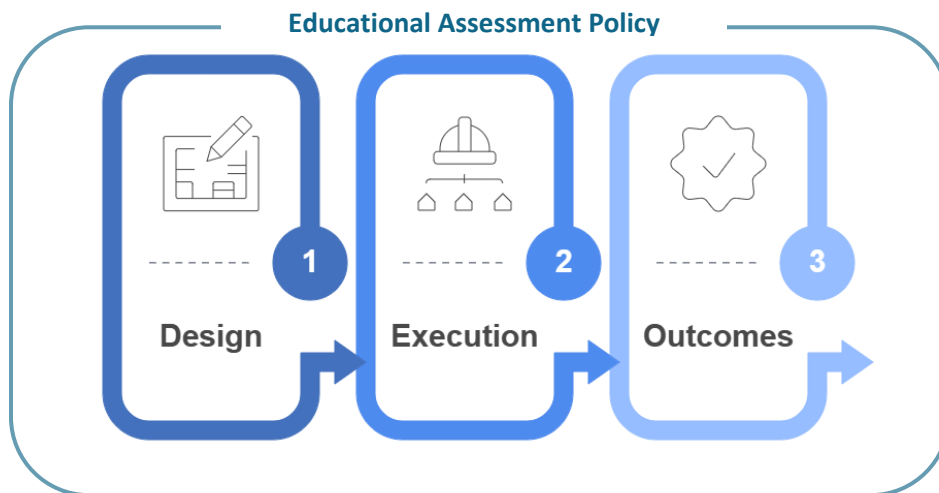 Educational Assessment Policy
1
2
3
Design
Execution
Outcomes